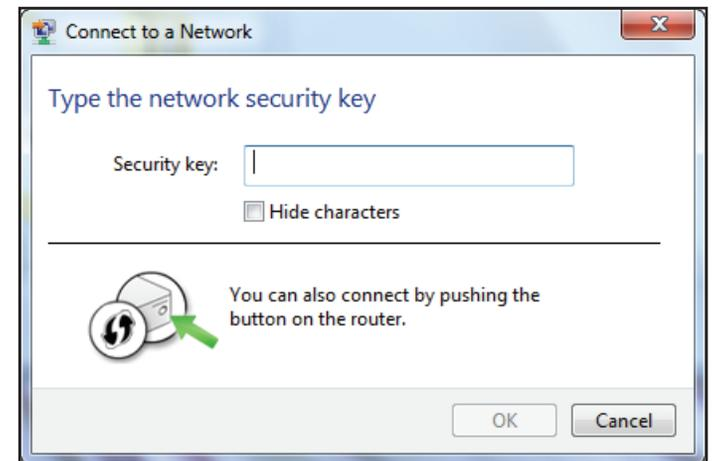 Connect to a Network
Type the network security key
Security key:
Hide characters
You can also connect by pushing the
button on the router.
OK
Cancel